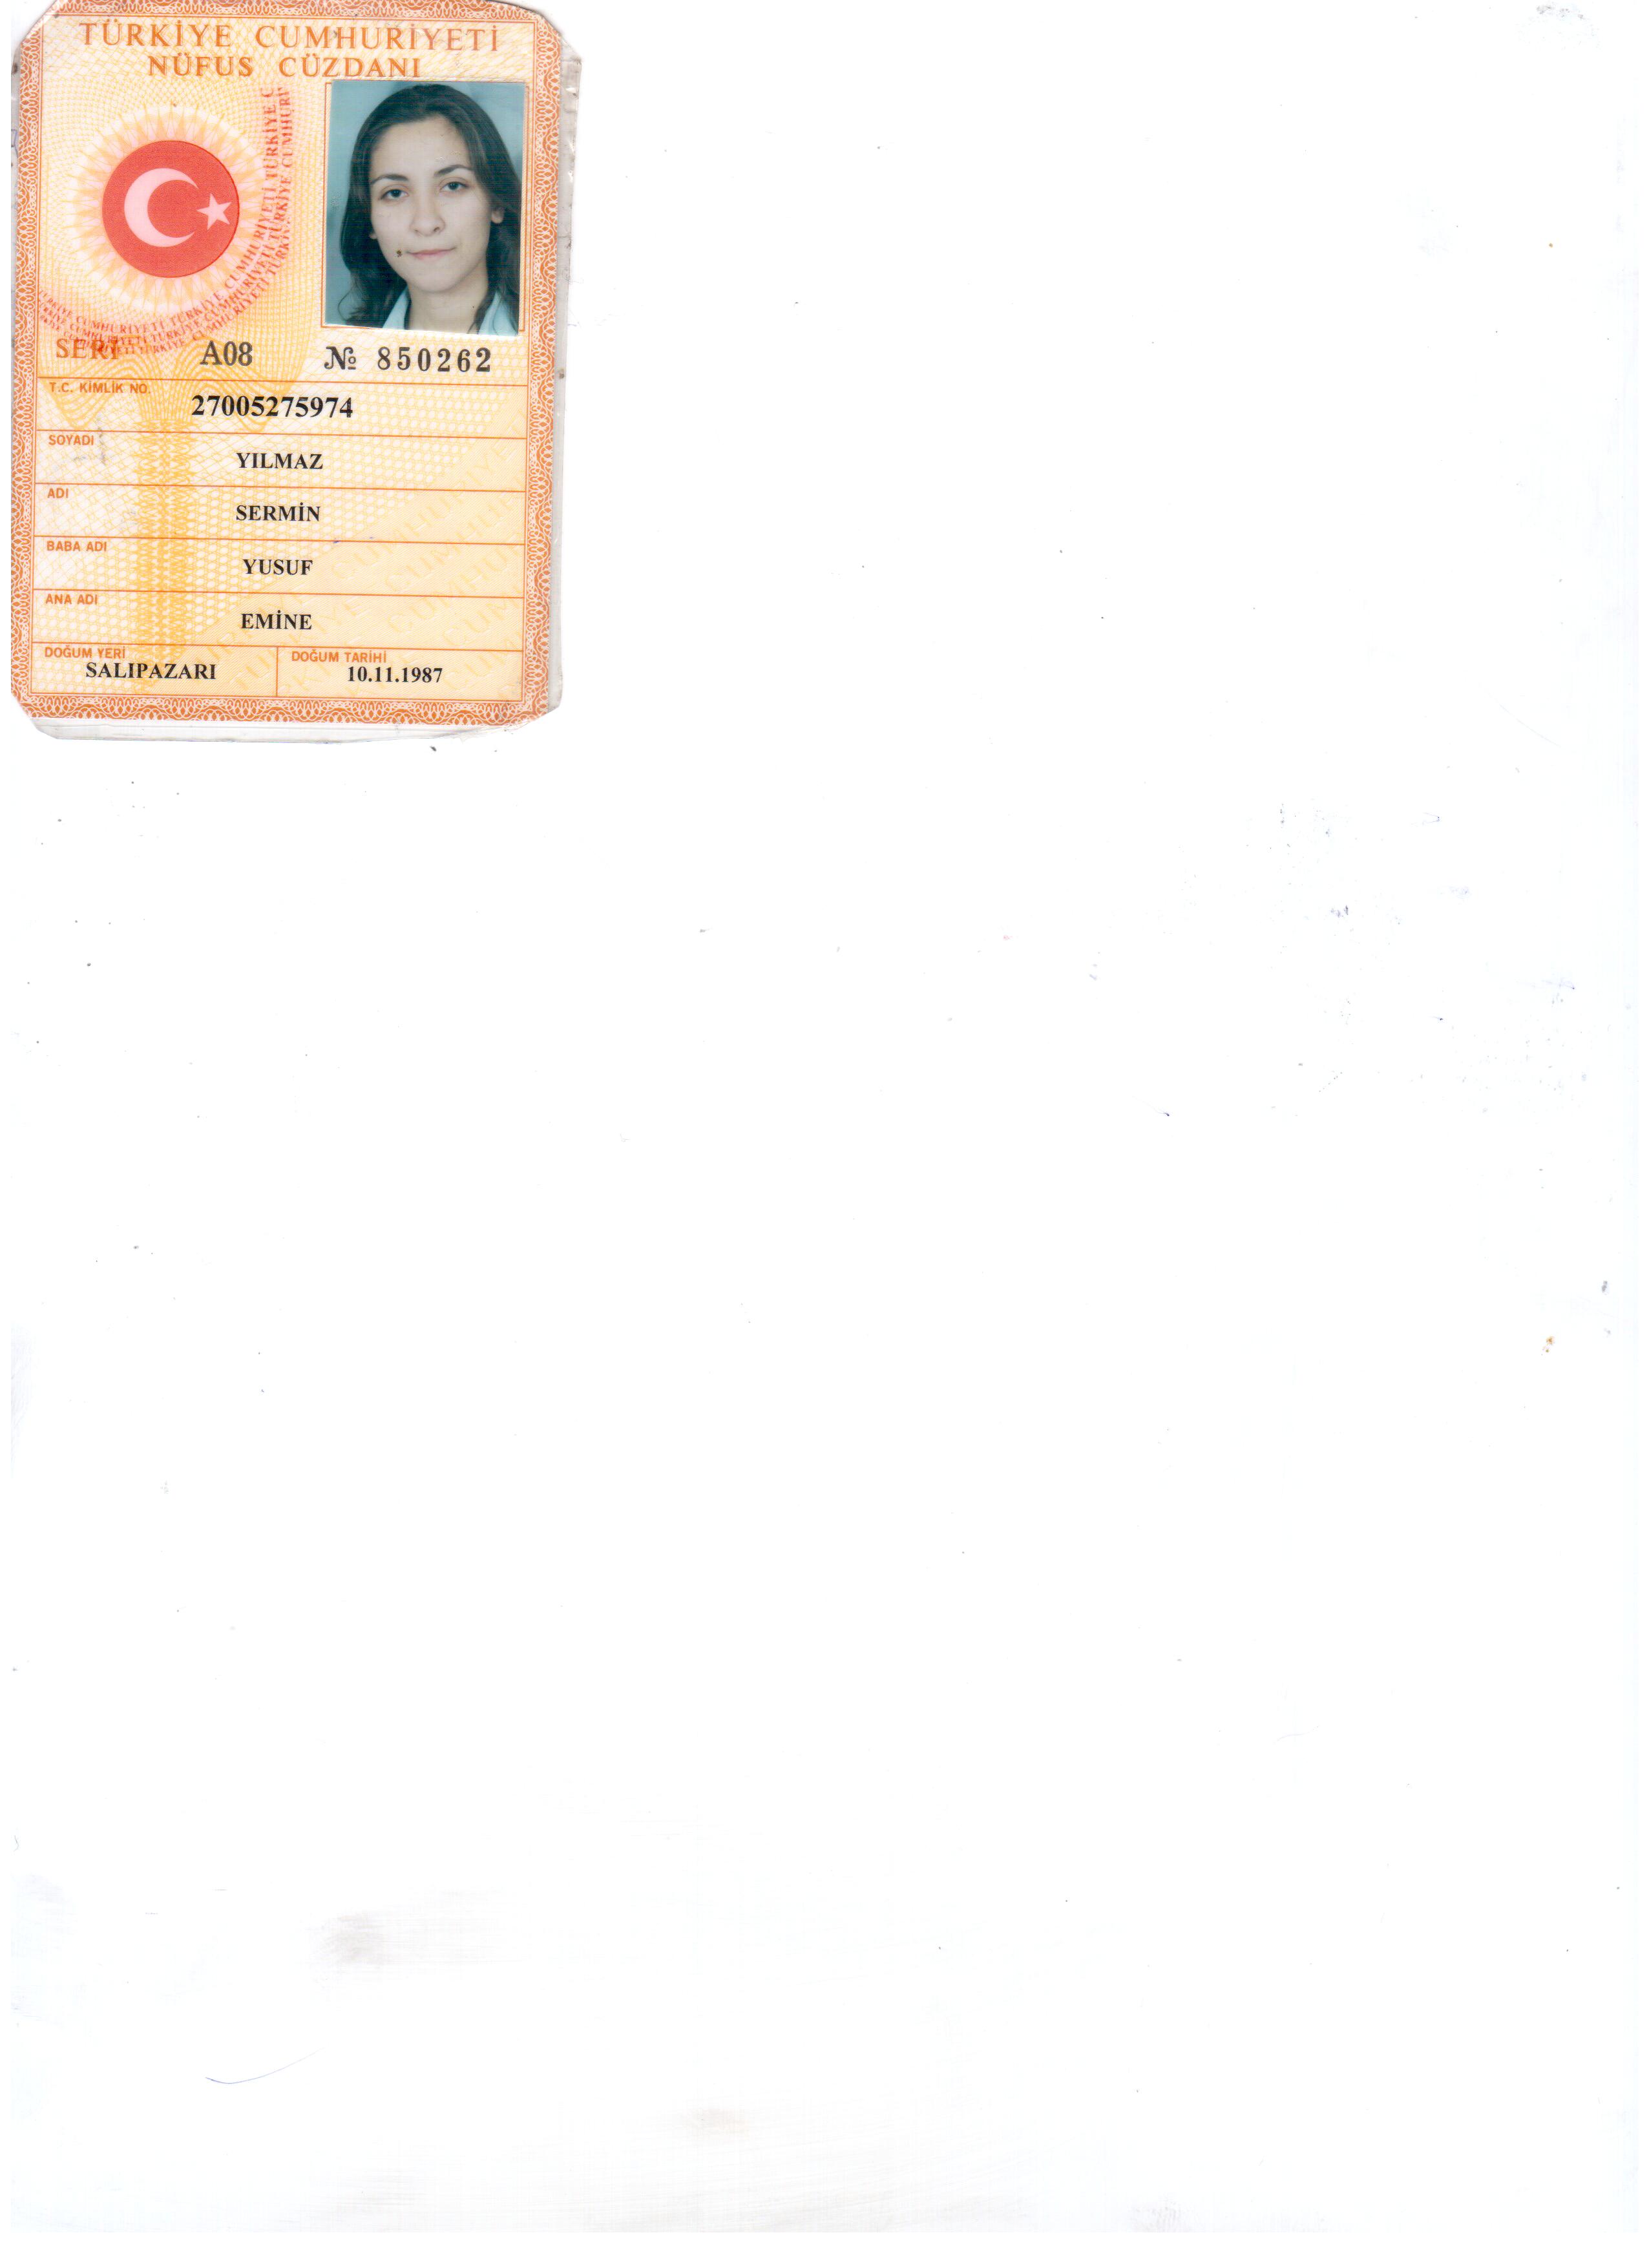 TÜRKİYE CUMHURİYETİ
NÜFUS CÜZDANI
SERİ A08 № 850262
T.C. KİMLİK NO.
27005275974
SOYADI
YILMAZ
ADI
SERMİN
BABA ADI
YUSUF
ANA ADI
EMİNE
DOĞUM YERİ DOĞUM TARİHİ
SALIPAZARI 10.11.1987